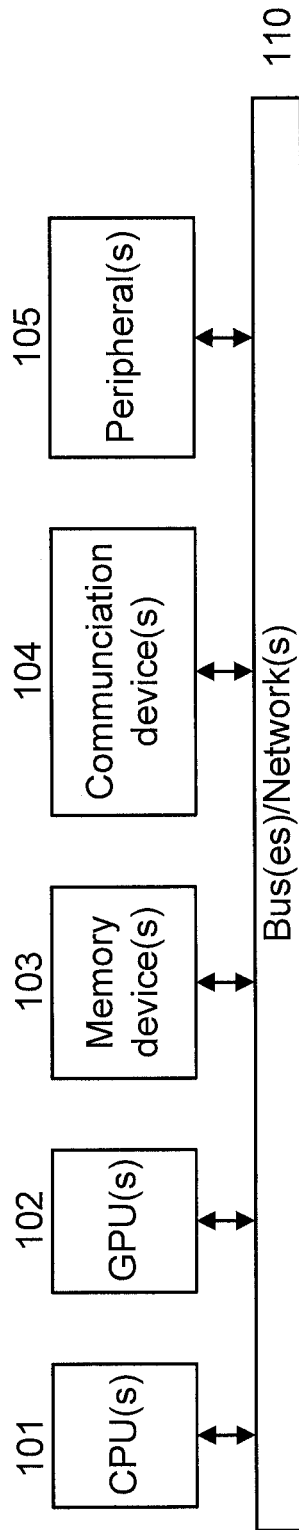 101
CPU(s)
102
GPU(s)
103
Memory
device(s)
104
Communciation
device(s)
105
Peripheral(s)
Bus(es)/Network(s)
110